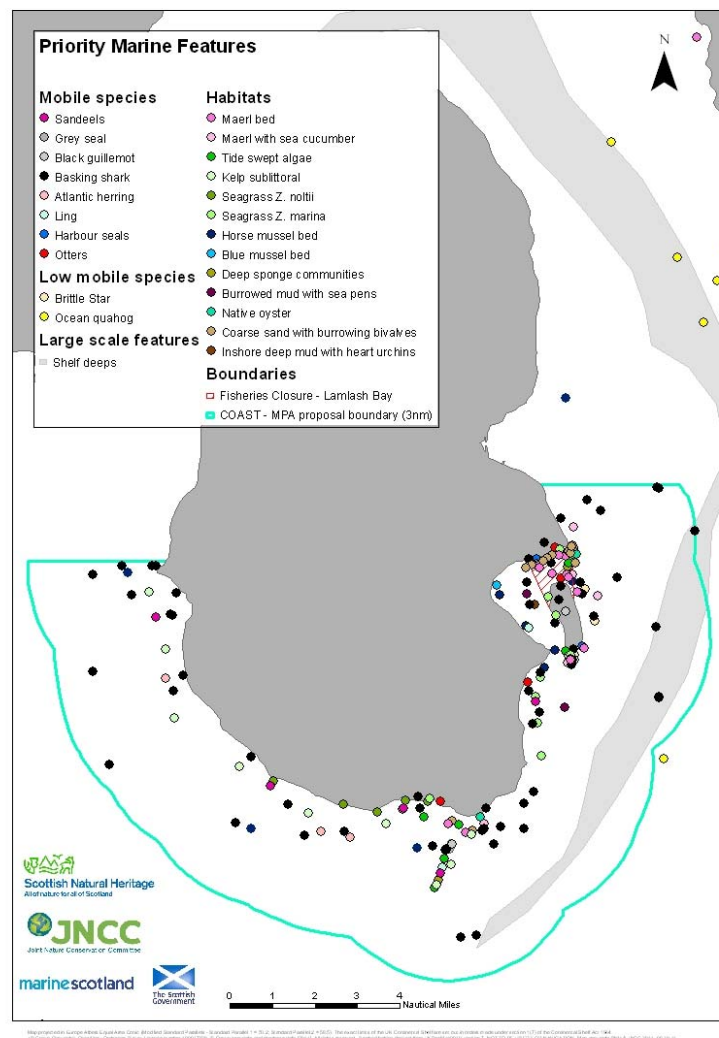 Priority Marine Features
N
Mobile species
Sandeels
Grey seal
Black guillemot
Basking shark
Atlantic herring
Ling
Harbour seals
Otters
Low mobile species
Brittle Star
Ocean quahog
Large scale features
Shelf deeps
Habitats
Maerl bed
Maerl with sea cucumber
Tide swept algae
Kelp sublittoral
Seagrass Z. noltii
Seagrass Z. marina
Horse mussel bed
Blue mussel bed
Deep sponge communities
Burrowed mud with sea pens
Native oyster
Coarse sand with burrowing bivalves
Inshore deep mud with heart urchins
Boundaries
Fisheries Closure - Lamlash Bay
COAST - MPA proposal boundary (3nm)
Scottish Natural Heritage
All of nature for all of Scotland
JNCC
Joint Nature Conservation Committee
marinescotland
The Scottish
Government
0 1 2 3 4
Nautical Miles